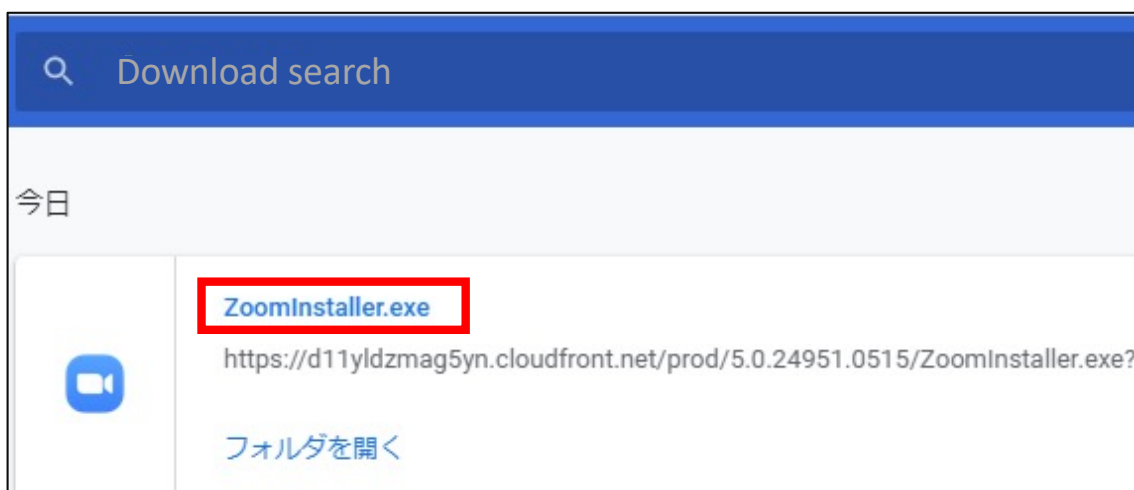 Download search
今日
ZoomInstaller.exe
https://d11yldzmag5yn.cloudfront.net/prod/5.0.24951.0515/ZoomInstaller.exe?
フォルダを開く